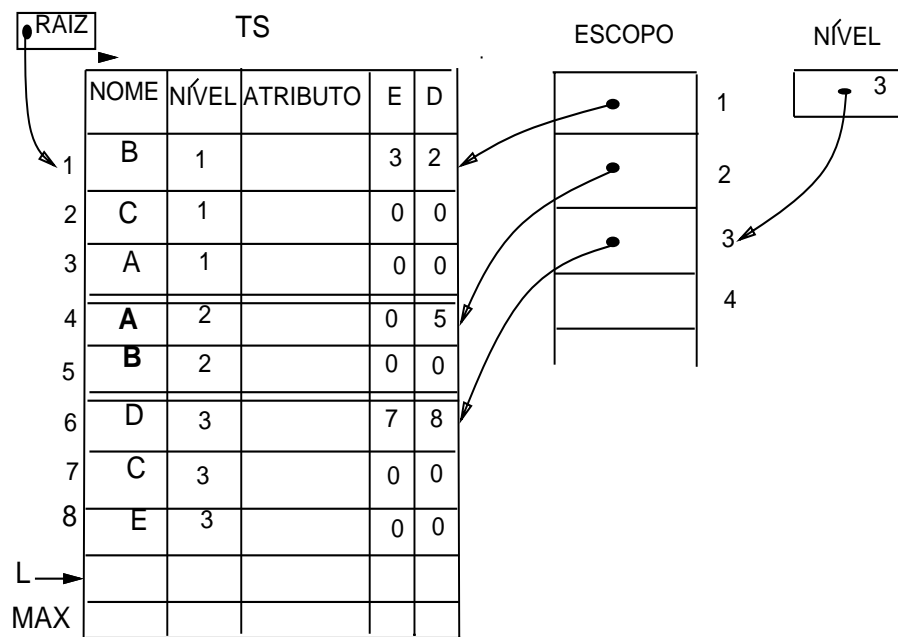 RAIZ TS ESCOPO NÍVEL
NOME NÍVEL ATRIBUTO E D 1 3
1 B 1 3 2 2
2 C 1 0 0
3 A 1 0 0 3
4 A 2 0 5 4
5 B 2 0 0
6 D 3 7 8
7 C 3 0 0
8 E 3 0 0
L
MAX